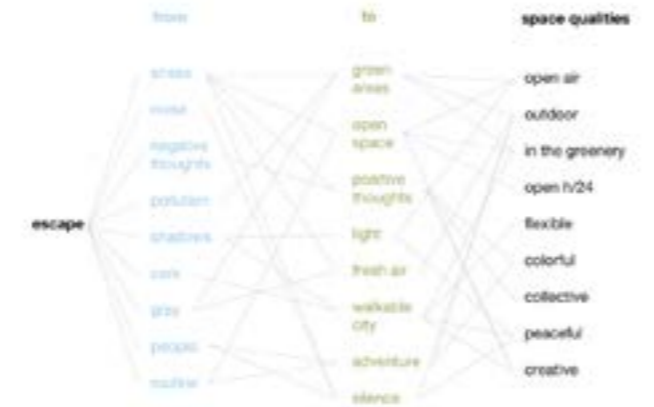 from
to
space qualities
stress
noise
negative
thoughts
pollution
shadows
gray
people
routine
green
areas
open
space
positive
thoughts
light
fresh air
walkable
city
adventure
silence
open air
outdoor
in the greenery
open h/24
flexible
colorful
collective
peaceful
creative
escape